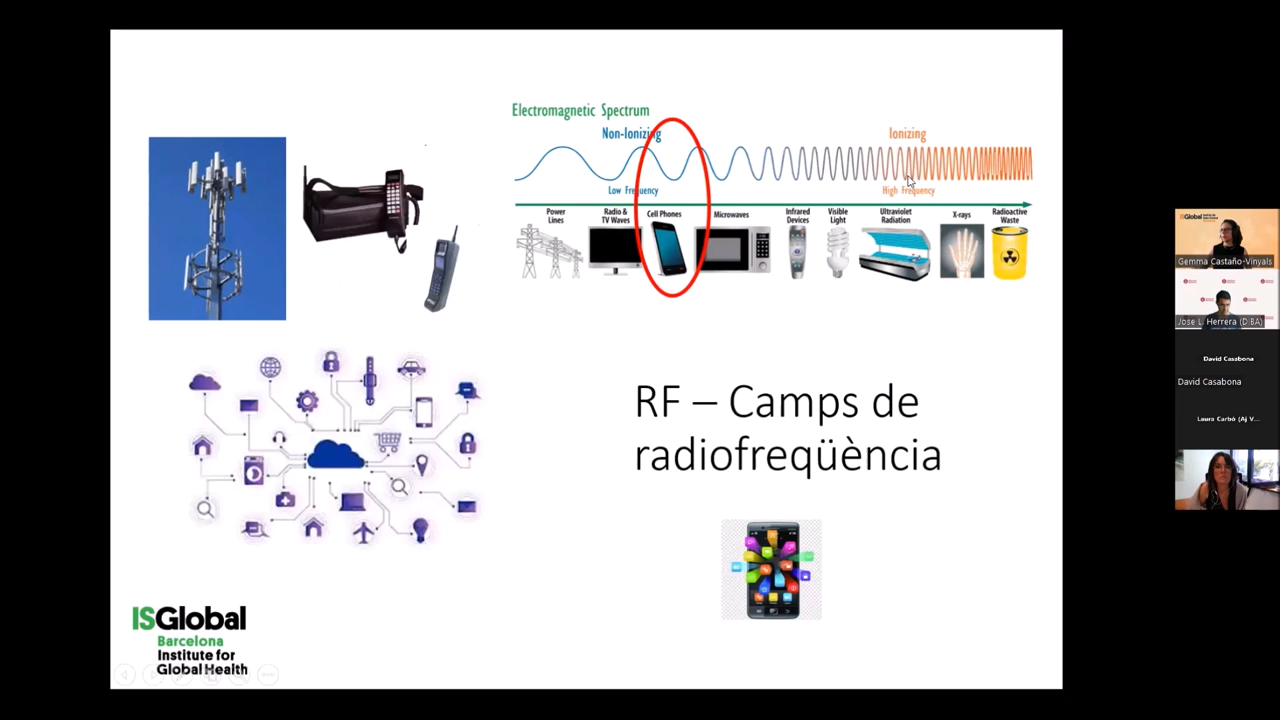 Electromagnetic Spectrum
Non-Ionizing
Ionizing
Low Frequency
High Frequency
Power Lines
Radio & TV Waves
Cell Phones
Microwaves
Infrared Devices
Visible Light
Ultraviolet Radiation
X-rays
Radioactive Waste
RF – Camps de
radiofreqüència
ISGlobal
Barcelona
Institute for
Global Health
ISGlobal
Gemma Castaño-Vinyals
Jose L. Herrera (DIBA)
David Casabona
David Casabona
Laura Carbó (Aj V...